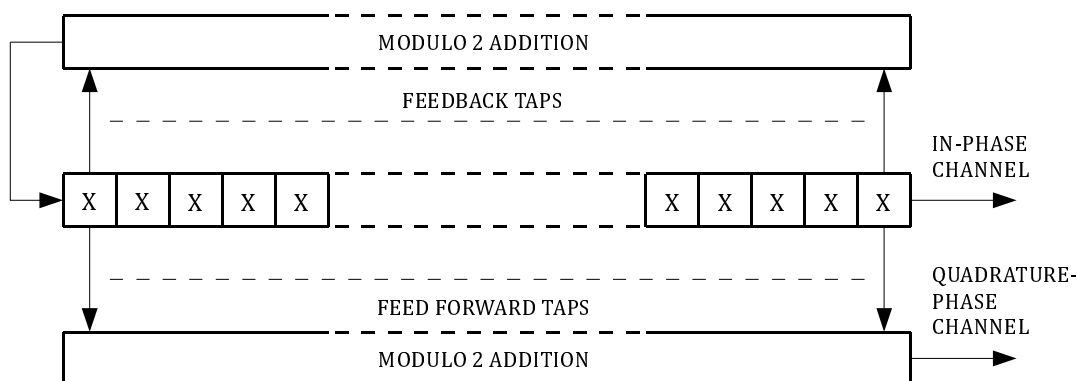 MODULO 2 ADDITION
FEEDBACK TAPS
IN-PHASE
CHANNEL
X X X X X X X X X X
QUADRATURE-
PHASE
CHANNEL
FEED FORWARD TAPS
MODULO 2 ADDITION